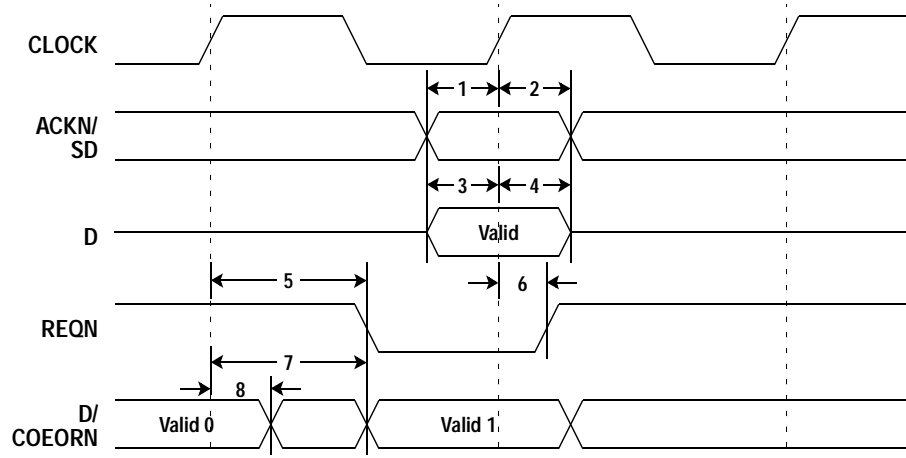 CLOCK
1 2
ACKN/
SD
3 4
D
Valid
5
6
REQN
7
8
D/
COEORN
Valid 0
Valid 1